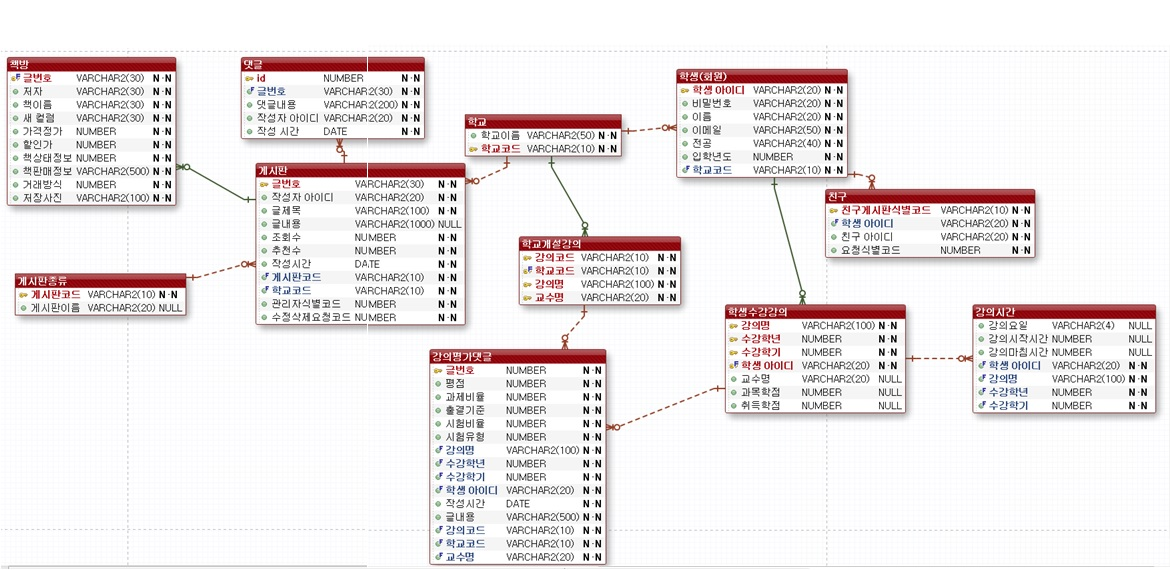 책방
글번호 VARCHAR2(30) N-N
저자 VARCHAR2(30) N-N
책이름 VARCHAR2(30) N-N
새 컬럼 VARCHAR2(30) N-N
가격정가 NUMBER N-N
할인가 NUMBER N-N
책상태정보 NUMBER N-N
책판매정보 VARCHAR2(500) N-N
거래방식 NUMBER N-N
저장사진 VARCHAR2(100) N-N
댓글
id NUMBER N-N
글번호 VARCHAR2(30) N-N
댓글내용 VARCHAR2(200) N-N
작성자 아이디 VARCHAR2(20) N-N
작성 시간 DATE N-N
학교
학교이름 VARCHAR2(50) N-N
학교코드 VARCHAR2(10) N-N
학생(회원)
학생 아이디 VARCHAR2(20) N-N
비밀번호 VARCHAR2(20) N-N
이름 VARCHAR2(20) N-N
이메일 VARCHAR2(50) N-N
전공 VARCHAR2(40) N-N
입학년도 NUMBER N-N
학교코드 VARCHAR2(10) N-N
게시판
글번호 VARCHAR2(30) N-N
작성자 아이디 VARCHAR2(20) N-N
글제목 VARCHAR2(100) N-N
글내용 VARCHAR2(1000) NULL
조회수 NUMBER N-N
추천수 NUMBER N-N
작성시간 DATE N-N
게시판코드 VARCHAR2(10) N-N
학교코드 VARCHAR2(10) N-N
관리자식별코드 NUMBER N-N
수정삭제요청코드 NUMBER N-N
친구
친구게시판식별코드 VARCHAR2(10) N-N
학생 아이디 VARCHAR2(20) N-N
친구 아이디 VARCHAR2(20) N-N
요청식별코드 NUMBER N-N
학교개설강의
강의코드 VARCHAR2(10) N-N
학교코드 VARCHAR2(10) N-N
강의명 VARCHAR2(100) N-N
교수명 VARCHAR2(20) N-N
게시판종류
게시판코드 VARCHAR2(10) N-N
게시판이름 VARCHAR2(20) NULL
학생수강강의
강의명 VARCHAR2(100) N-N
수강학년 NUMBER N-N
수강학기 NUMBER N-N
학생 아이디 VARCHAR2(20) N-N
교수명 VARCHAR2(20) NULL
과목학점 NUMBER NULL
취득학점 NUMBER NULL
강의시간
강의요일 VARCHAR2(4) NULL
강의시작시간 NUMBER NULL
강의마침시간 NUMBER NULL
학생 아이디 VARCHAR2(20) N-N
강의명 VARCHAR2(100) N-N
수강학년 NUMBER N-N
수강학기 NUMBER N-N
강의평가댓글
글번호 NUMBER N-N
평점 NUMBER N-N
과제비율 NUMBER N-N
출결기준 NUMBER N-N
시험비율 NUMBER N-N
시험유형 NUMBER N-N
강의명 VARCHAR2(100) N-N
수강학년 NUMBER N-N
수강학기 NUMBER N-N
학생 아이디 VARCHAR2(20) N-N
작성시간 DATE N-N
글내용 VARCHAR2(500) N-N
강의코드 VARCHAR2(10) N-N
학교코드 VARCHAR2(10) N-N
교수명 VARCHAR2(20) N-N